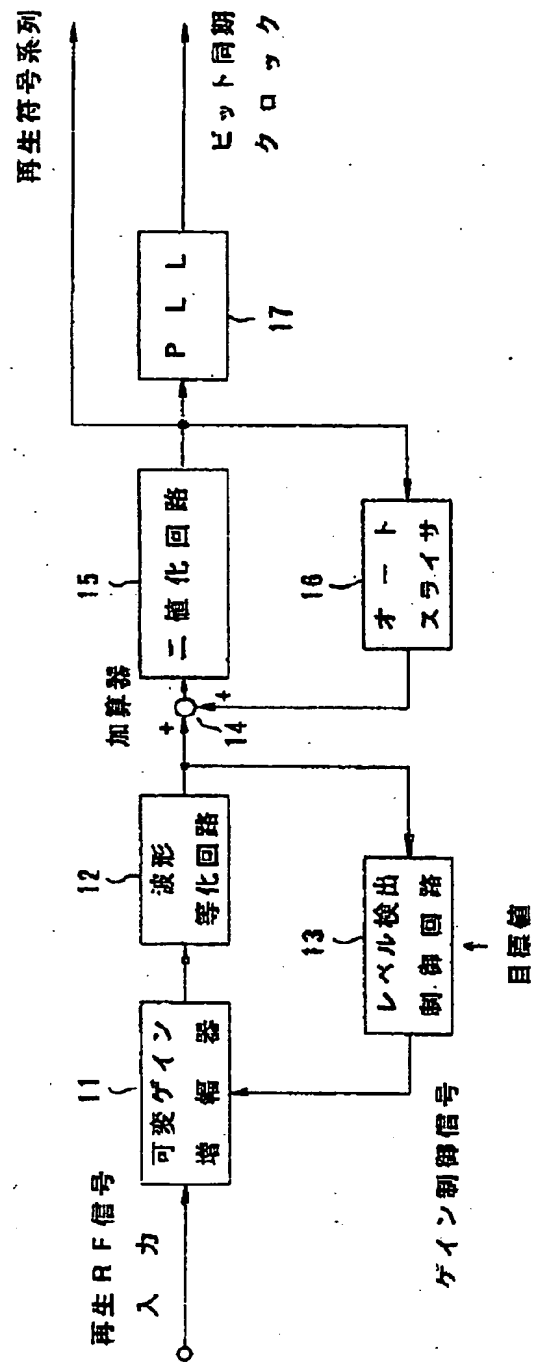 再生RF信号
入力
11
可変ゲイン
増幅器
12
波形
等化回路
レベル検出
制御回路
13
目標値
ゲイン制御信号
加算器
+
+
14
15
二値化回路
16
オート
スライサ
PLL
17
再生符号系列
ビット同期
クロック